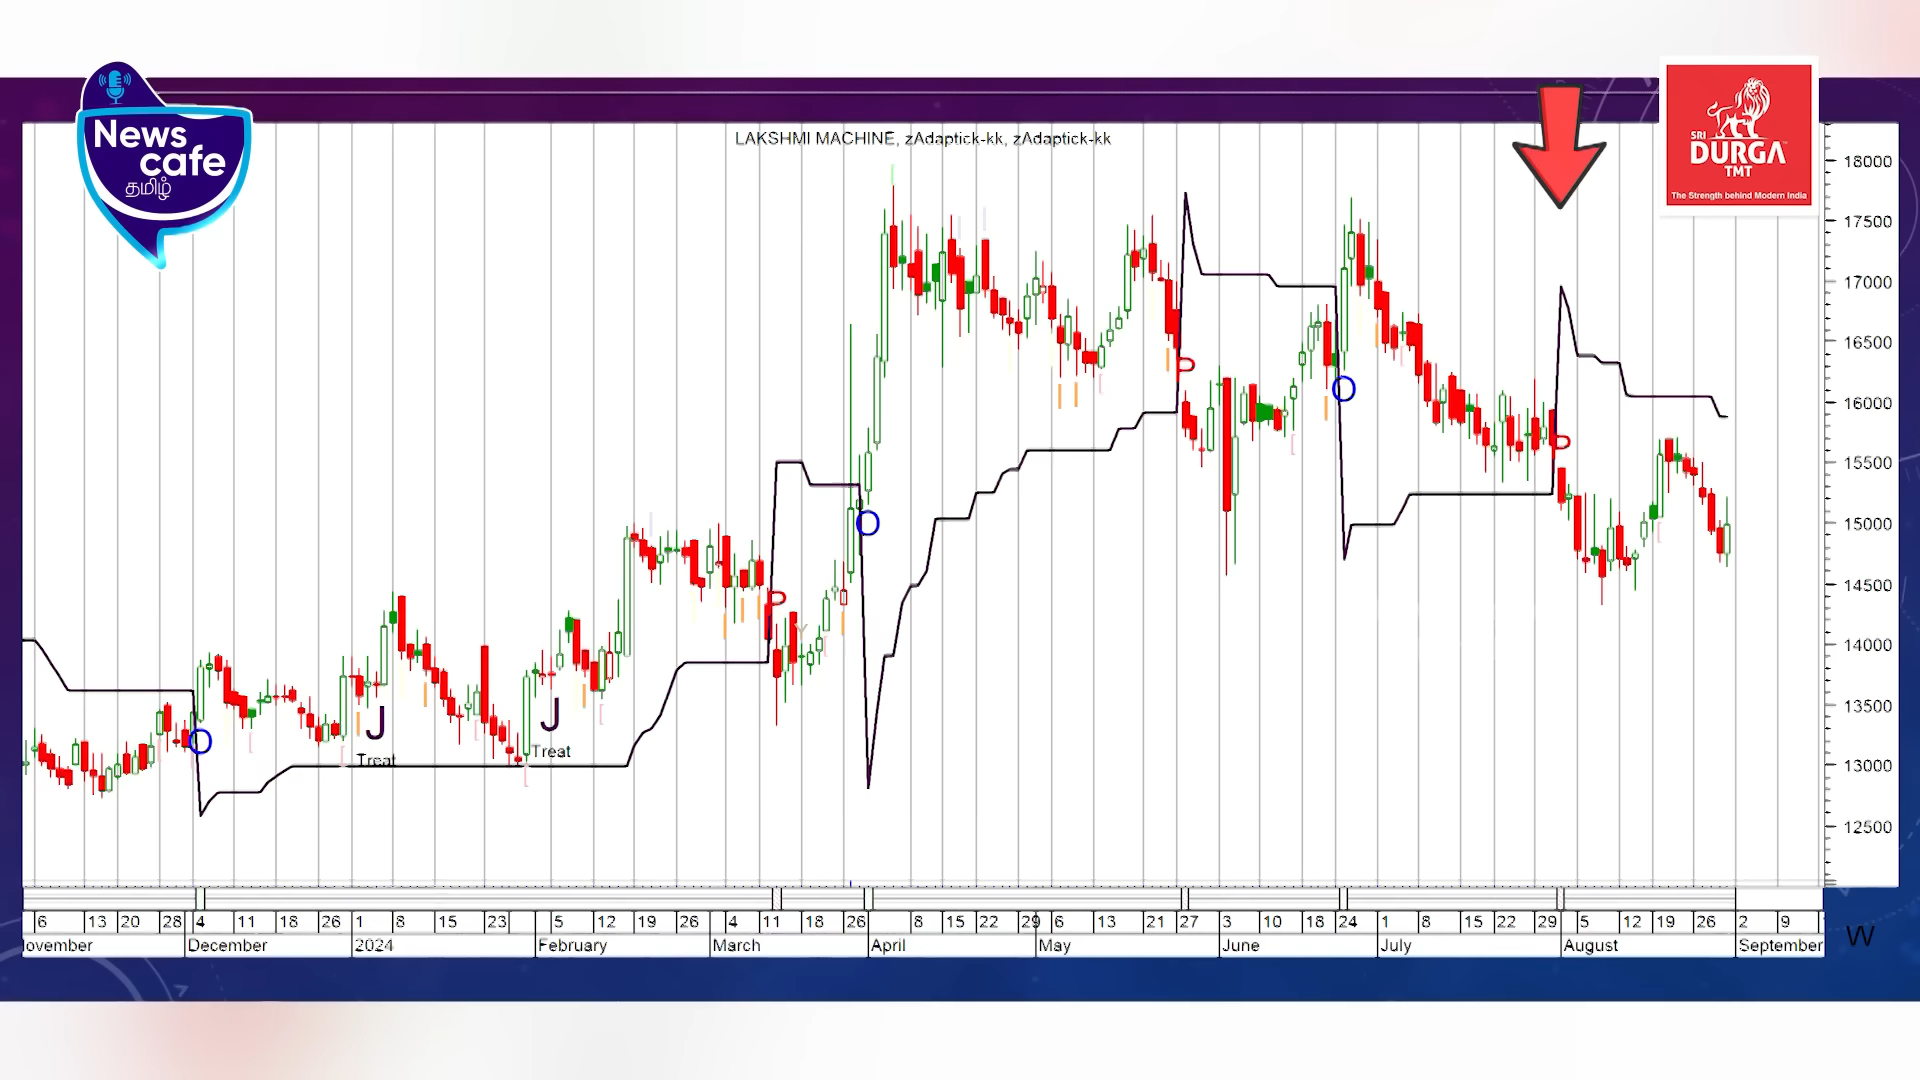 News
cafe
தமிழ்
LAKSHMI MACHINE, zAdaptick-kk, zAdaptick-kk
SRI
DURGA
TMT
The Strength behind Modern India
18000
17500
17000
16500
16000
15500
15000
14500
14000
13500
13000
12500
O
J
Treat
J
Treat
P
Y
O
P
O
P
6 13 20 28 4 11 18 26 1 8 15 23 5 12 19 26 4 11 18 26 8 15 22 29 6 13 21 27 3 10 18 24 1 8 15 22 29 5 12 19 26 2 9
ovember December 2024 February March April May June July August September
W